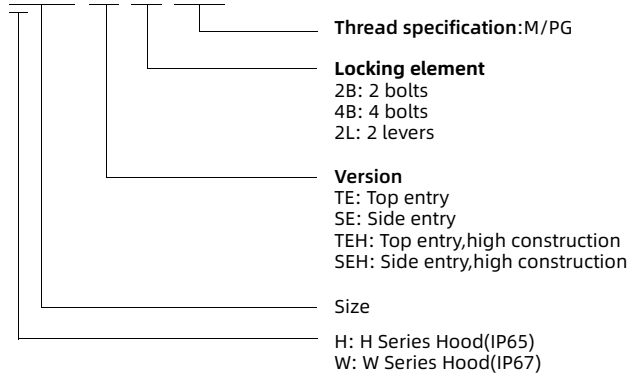 Thread specification:M/PG
Locking element
2B: 2 bolts
4B: 4 bolts
2L: 2 levers
Version
TE: Top entry
SE: Side entry
TEH: Top entry,high construction
SEH: Side entry,high construction
Size
H: H Series Hood(IP65)
W: W Series Hood(IP67)